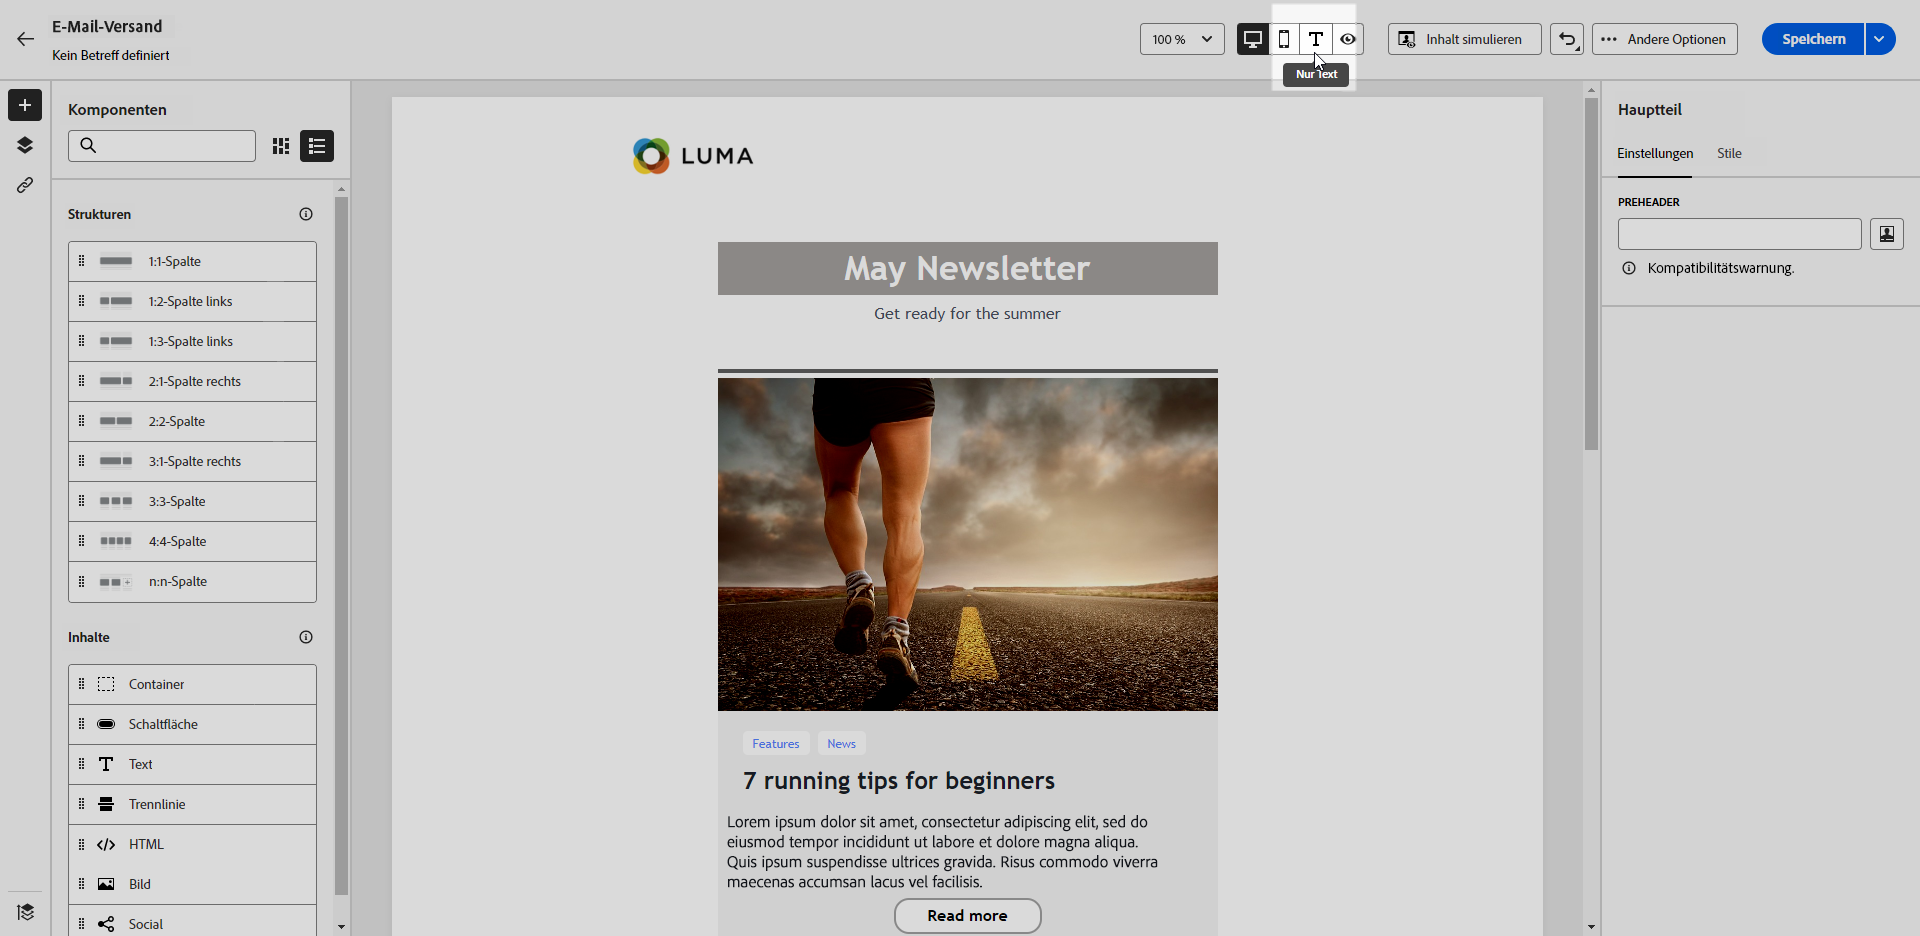 E-Mail-Versand
Kein Betreff definiert
100 %
Nur Text
Inhalt simulieren
Andere Optionen
Speichern
Komponenten
Strukturen
1:1-Spalte
1:2-Spalte links
1:3-Spalte links
2:1-Spalte rechts
2:2-Spalte
3:1-Spalte rechts
3:3-Spalte
4:4-Spalte
n:n-Spalte
Inhalte
Container
Schaltfläche
Text
Trennlinie
HTML
Bild
Social
LUMA
May Newsletter
Get ready for the summer
Features
News
7 running tips for beginners
Lorem ipsum dolor sit amet, consectetur adipiscing elit, sed do
eiusmod tempor incididunt ut labore et dolore magna aliqua.
Quis ipsum suspendisse ultrices gravida. Risus commodo viverra
maecenas accumsan lacus vel facilisis.
Read more
Hauptteil
Einstellungen
Stile
PREHEADER
Kompatibilitätswarnung.